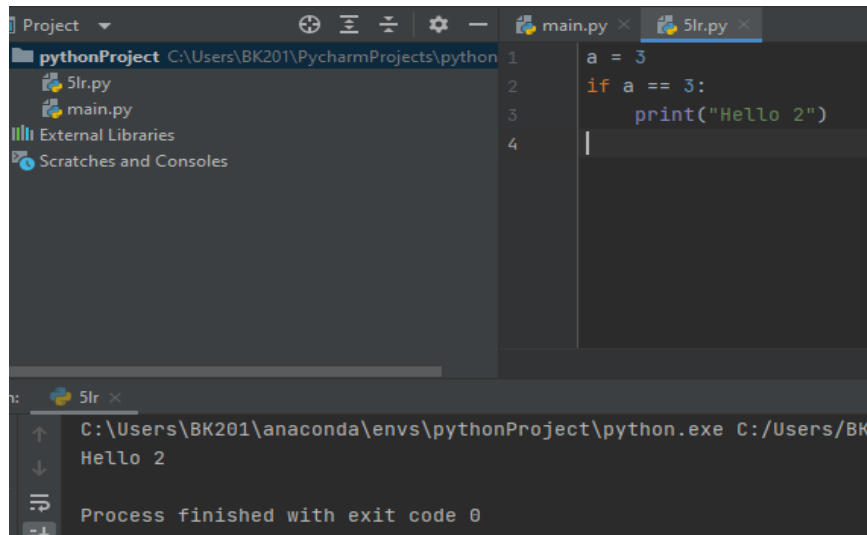 Project
pythonProject C:\Users\BK201\PycharmProjects\python
5lr.py
main.py
External Libraries
Scratches and Consoles
main.py 5lr.py
1 a = 3
2 if a == 3:
3 print("Hello 2")
4
5lr
C:\Users\BK201\anaconda\envs\pythonProject\python.exe C:/Users/BK
Hello 2
Process finished with exit code 0